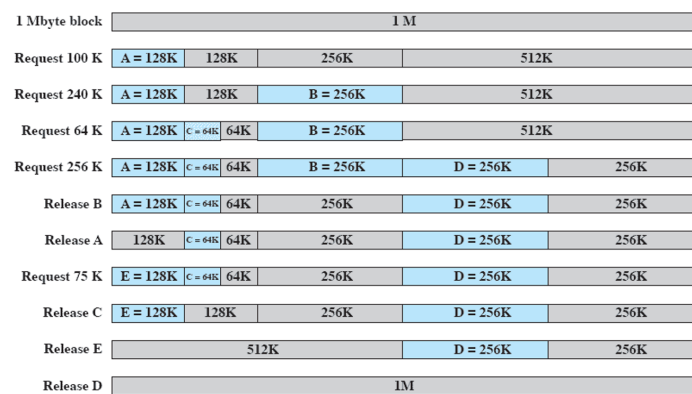 1 Mbyte block 1 M
Request 100 K A = 128K 128K 256K 512K
Request 240 K A = 128K 128K B = 256K 512K
Request 64 K A = 128K C = 64K 64K B = 256K 512K
Request 256 K A = 128K C = 64K 64K B = 256K D = 256K 256K
Release B A = 128K C = 64K 64K 256K D = 256K 256K
Release A 128K C = 64K 64K 256K D = 256K 256K
Request 75 K E = 128K C = 64K 64K 256K D = 256K 256K
Release C E = 128K 128K 256K D = 256K 256K
Release E 512K D = 256K 256K
Release D 1M